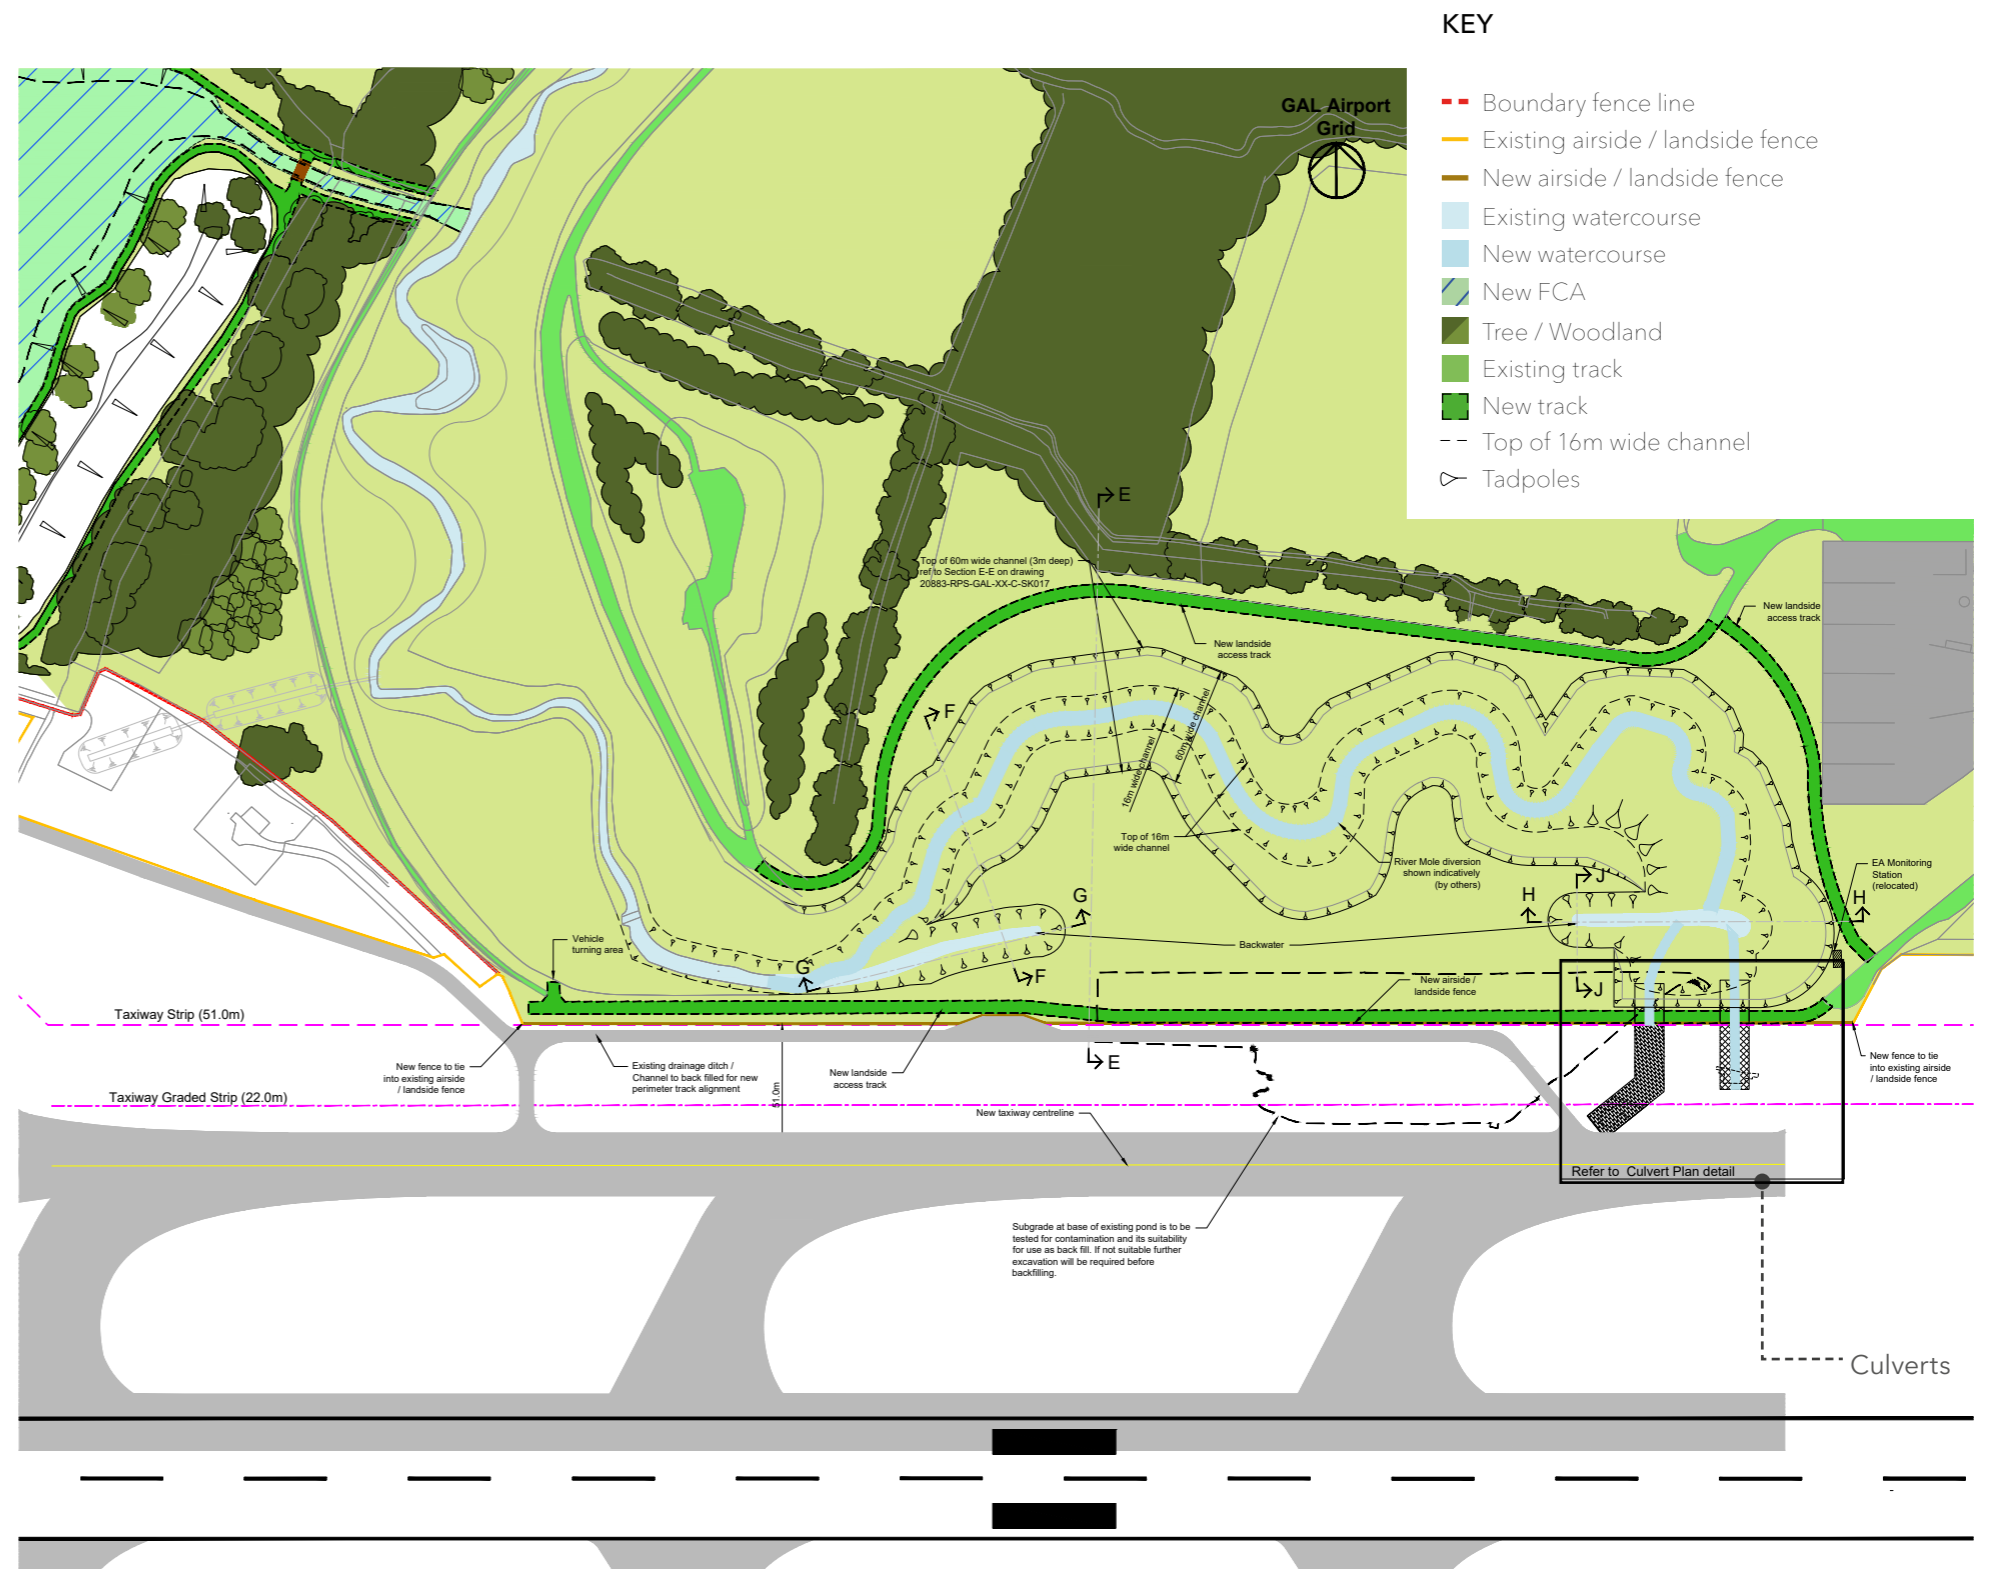 KEY
Boundary fence line
Existing airside / landside fence
New airside / landside fence
Existing watercourse
New watercourse
New FCA
Tree / Woodland
Existing track
New track
Top of 16m wide channel
Tadpoles
GAL Airport
Grid
E
Top of 60m wide channel (3m deep)
ref to Section E-E on drawing
20883-RPS-GAL-XX-C-SK017
New landside
access track
New landside
access track
F
60m wide channel
16m wide channel
Top of 16m
wide channel
River Mole diversion
shown indicatively
(by others)
EA Monitoring
Station
(relocated)
J'
H
H
G
Backwater
Vehicle
turning area
G
F
New airside /
landside fence
J
Taxiway Strip (51.0m)
New fence to tie
into existing airside
/ landside fence
Existing drainage ditch /
Channel to back filled for new
perimeter track alignment
51.0m
New landside
access track
E
New fence to tie
into existing airside
/ landside fence
Taxiway Graded Strip (22.0m)
New taxiway centreline
Refer to Culvert Plan detail
Subgrade at base of existing pond is to be
tested for contamination and its suitability
for use as back fill. If not suitable further
excavation will be required before
backfilling.
Culverts